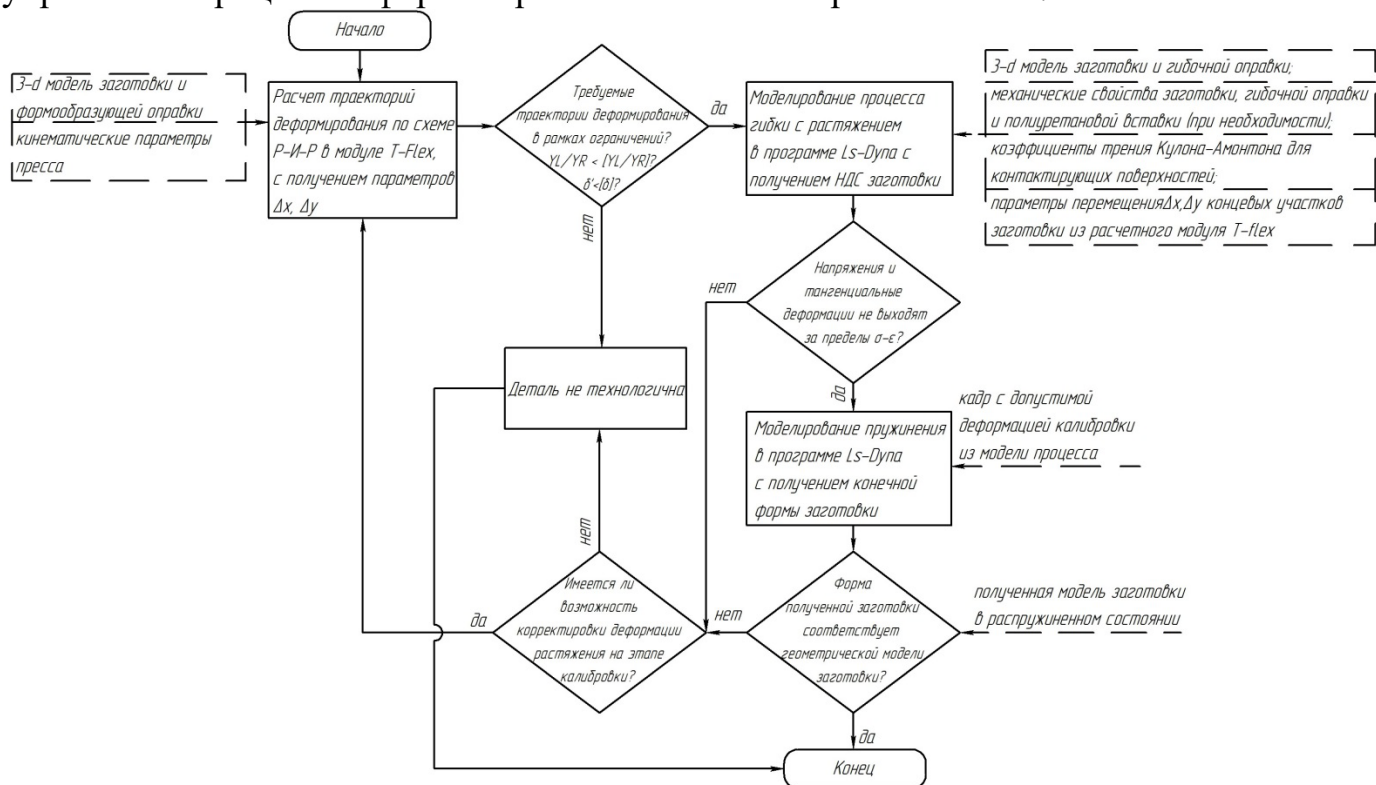 Начало
3-d модель заготовки и
формообразующей оправки
кинематические параметры
пресса
Расчет траекторий
деформирования по схеме
Р-И-Р в модуле T-Flex,
с получением параметров
Δx, Δy
Требуемые
траектории деформирования
в рамках ограничений?
YL/YR < [YL/YR]?
δ'<[δ]?
да
нет
Моделирование процесса
гибки с растяжением
в программе Ls-Dyna с
получением НДС заготовки
3-d модель заготовки и гибочной оправки;
механические свойства заготовки, гибочной оправки
и полиуретановой вставки (при необходимости);
коэффициенты трения Кулона-Амонтона для
контактирующих поверхностей;
параметры перемещенияΔx,Δy концевых участков
заготовки из расчетного модуля T-flex
Напряжения и
тангенциальные
деформации не выходят
за пределы σ-ε?
нет
да
Деталь не технологична
Моделирование пружинения
в программе Ls-Dyna
с получением конечной
формы заготовки
кадр с допустимой
деформацией калибровки
из модели процесса
Имеется ли
возможность
корректировки деформации
растяжения на этапе
калибровки?
да
нет
Форма
полученной заготовки
соответствует
геометрической модели
заготовки?
нет
да
полученная модель заготовки
в распружиненном состоянии
Конец